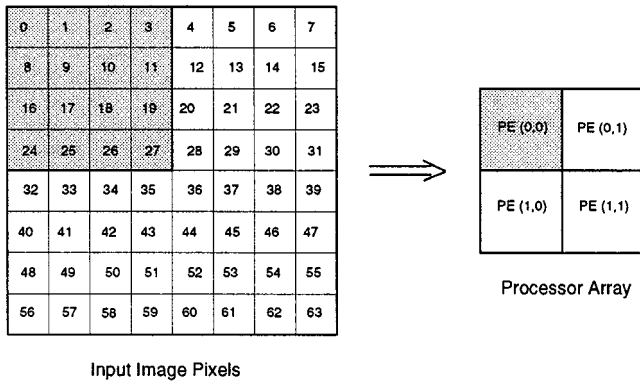 0 1 2 3 4 5 6 7
8 9 10 11 12 13 14 15
16 17 18 19 20 21 22 23
24 25 26 27 28 29 30 31
32 33 34 35 36 37 38 39
40 41 42 43 44 45 46 47
48 49 50 51 52 53 54 55
56 57 58 59 60 61 62 63
Input Image Pixels
PE (0,0) PE (0,1)
PE (1,0) PE (1,1)
Processor Array